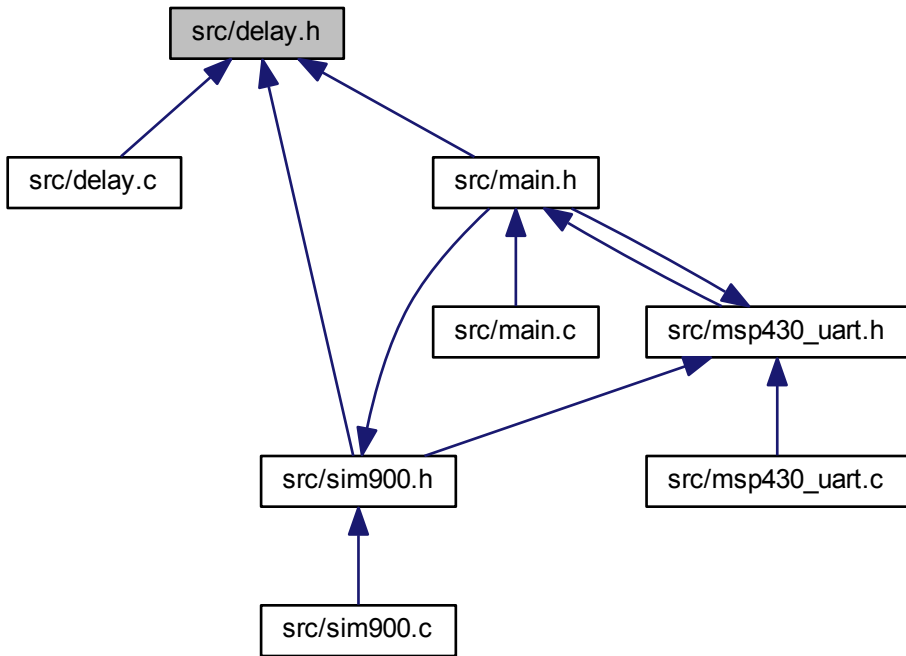 src/delay.h
src/delay.c
src/main.h
src/main.c
src/msp430_uart.h
src/sim900.h
src/msp430_uart.c
src/sim900.c